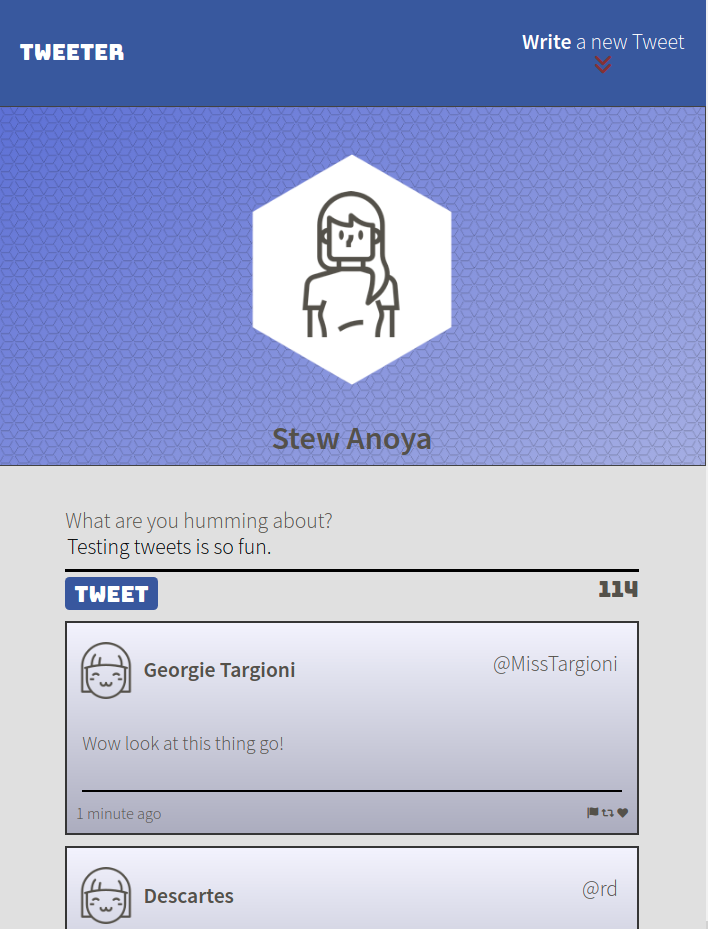 TWEETER
Write a new Tweet
Stew Anoya
What are you humming about?
Testing tweets is so fun.
TWEET
114
Georgie Targioni
@MissTargioni
Wow look at this thing go!
1 minute ago
Descartes
@rd